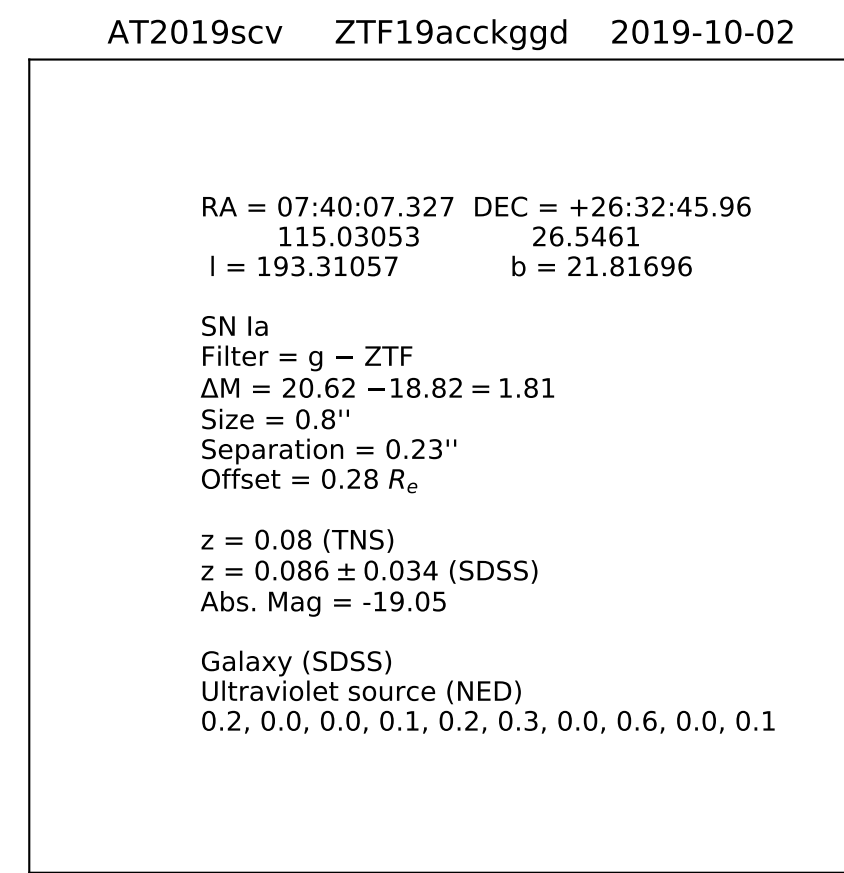 AT2019scv ZTF19acckggd 2019-10-02
RA = 07:40:07.327 DEC = +26:32:45.96
115.03053 26.5461
l = 193.31057 b = 21.81696
SN Ia
Filter = g − ZTF
ΔM = 20.62 −18.82 = 1.81
Size = 0.8''
Separation = 0.23''
Offset = 0.28 Rₑ
z = 0.08 (TNS)
z = 0.086 ± 0.034 (SDSS)
Abs. Mag = -19.05
Galaxy (SDSS)
Ultraviolet source (NED)
0.2, 0.0, 0.0, 0.1, 0.2, 0.3, 0.0, 0.6, 0.0, 0.1